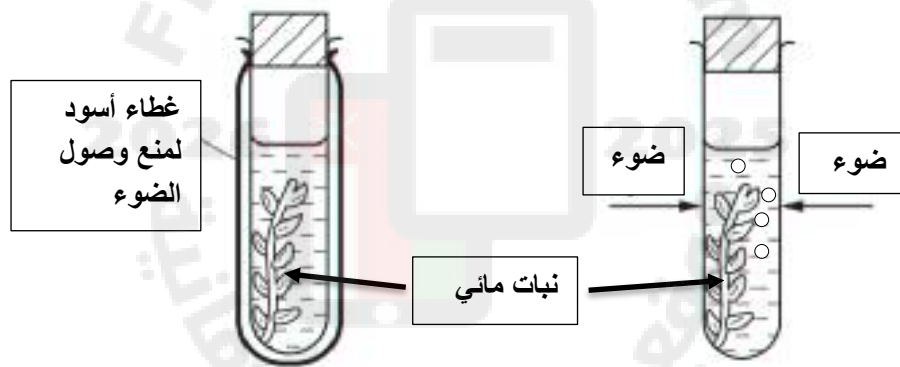 غطاء أسود
لمنع وصول
الضوء
ضوء
ضوء
نبات مائي